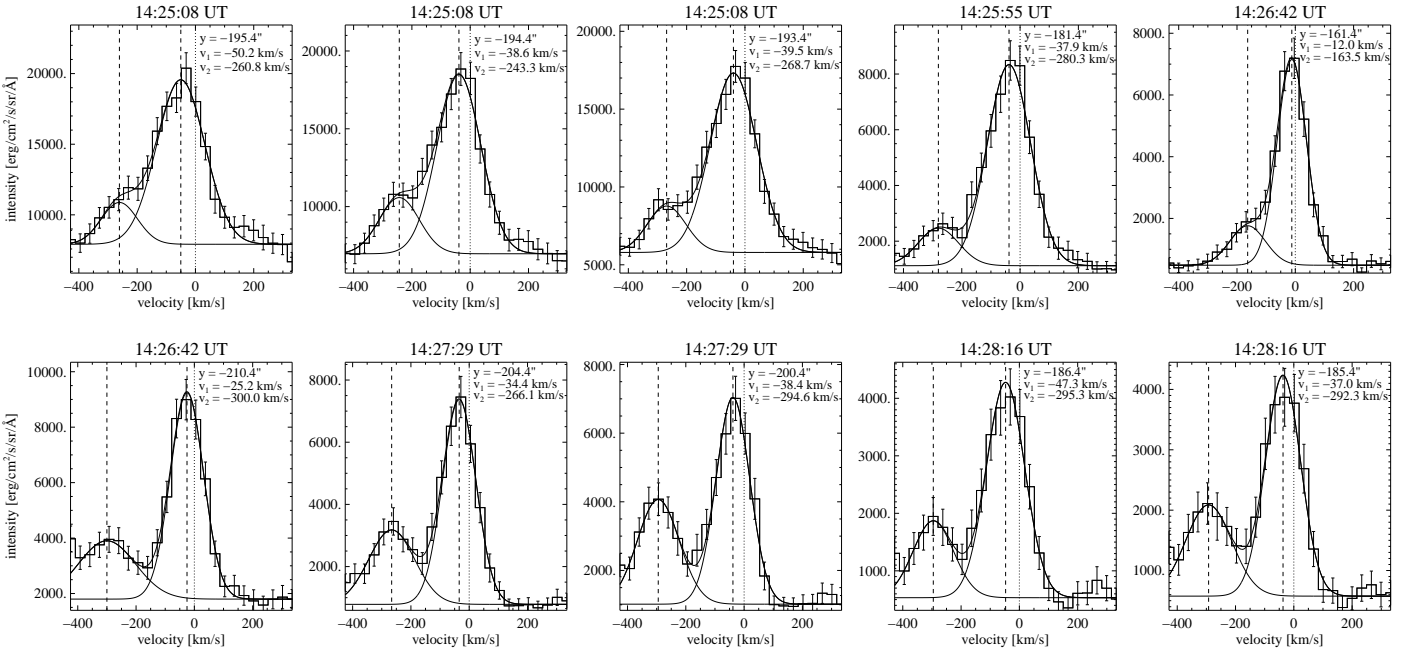 14:25:08 UT
y = −195.4"
v₁ = −50.2 km/s
v₂ = −260.8 km/s
20000.
15000.
10000.
intensity [erg/cm²/s/sr/Å]
−400 −200 0 200
velocity [km/s]
14:25:08 UT
y = −194.4"
v₁ = −38.6 km/s
v₂ = −243.3 km/s
20000.
15000.
10000.
−400 −200 0 200
velocity [km/s]
14:25:08 UT
y = −193.4"
v₁ = −39.5 km/s
v₂ = −268.7 km/s
20000.
15000.
10000.
5000.
−400 −200 0 200
velocity [km/s]
14:25:55 UT
y = −181.4"
v₁ = −37.9 km/s
v₂ = −280.3 km/s
8000.
6000.
4000.
2000.
−400 −200 0 200
velocity [km/s]
14:26:42 UT
y = −161.4"
v₁ = −12.0 km/s
v₂ = −163.5 km/s
8000.
6000.
4000.
2000.
−400 −200 0 200
velocity [km/s]
14:26:42 UT
y = −210.4"
v₁ = −25.2 km/s
v₂ = −300.0 km/s
10000.
8000.
6000.
4000.
2000.
intensity [erg/cm²/s/sr/Å]
−400 −200 0 200
velocity [km/s]
14:27:29 UT
y = −204.4"
v₁ = −34.4 km/s
v₂ = −266.1 km/s
8000.
6000.
4000.
2000.
−400 −200 0 200
velocity [km/s]
14:27:29 UT
y = −200.4"
v₁ = −38.4 km/s
v₂ = −294.6 km/s
8000.
6000.
4000.
2000.
−400 −200 0 200
velocity [km/s]
14:28:16 UT
y = −186.4"
v₁ = −47.3 km/s
v₂ = −295.3 km/s
4000.
3000.
2000.
1000.
−400 −200 0 200
velocity [km/s]
14:28:16 UT
y = −185.4"
v₁ = −37.0 km/s
v₂ = −292.3 km/s
4000.
3000.
2000.
1000.
−400 −200 0 200
velocity [km/s]